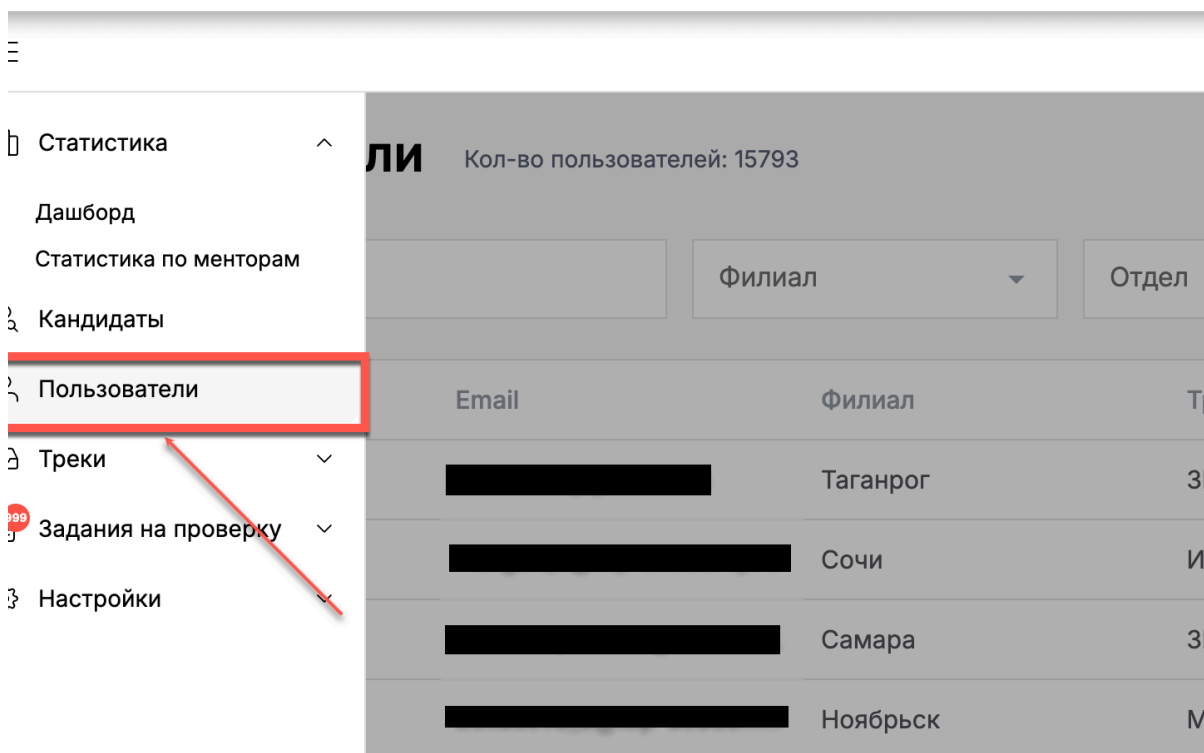 Статистика
Дашборд
Статистика по менторам
Кандидаты
Пользователи
Треки
999
Задания на проверку
Настройки
ли
Кол-во пользователей: 15793
Филиал
Отдел
Email
Филиал
Таганрог
Сочи
Самара
Ноябрьск